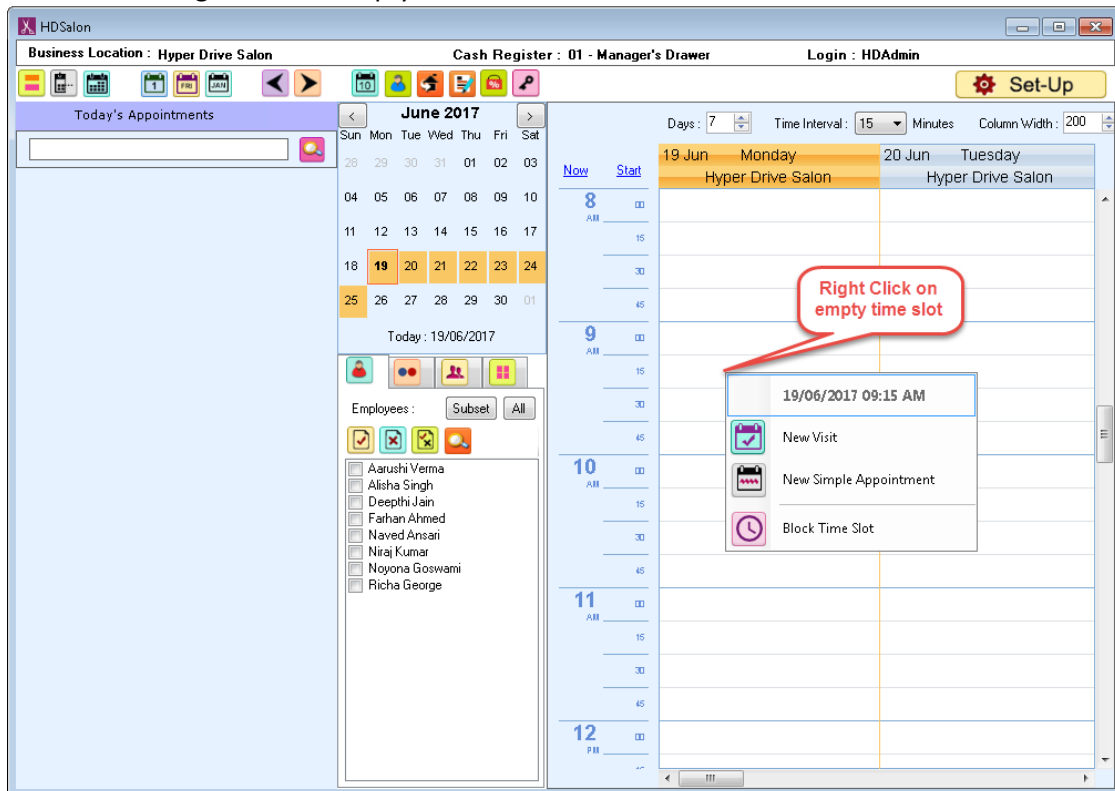 HDSalon
Business Location : Hyper Drive Salon Cash Register : 01 - Manager's Drawer Login : HDAdmin
1 FRI JAN 10 Set-Up
Today's Appointments
June 2017
Sun Mon Tue Wed Thu Fri Sat
28 29 30 31 01 02 03
04 05 06 07 08 09 10
11 12 13 14 15 16 17
18 19 20 21 22 23 24
25 26 27 28 29 30 01
Today : 19/06/2017
Employees : Subset All
Aarushi Verma
Alisha Singh
Deepthi Jain
Farhan Ahmed
Naved Ansari
Niraj Kumar
Noyona Goswami
Richa George
Days : 7 Time Interval : 15 Minutes Column Width : 200
Now Start
19 Jun Monday 20 Jun Tuesday
Hyper Drive Salon Hyper Drive Salon
8 00
AM
15
30
45
9 00
AM
15
30
45
10 00
AM
15
30
45
11 00
AM
15
30
45
12 00
PM
Right Click on
empty time slot
19/06/2017 09:15 AM
New Visit
New Simple Appointment
Block Time Slot